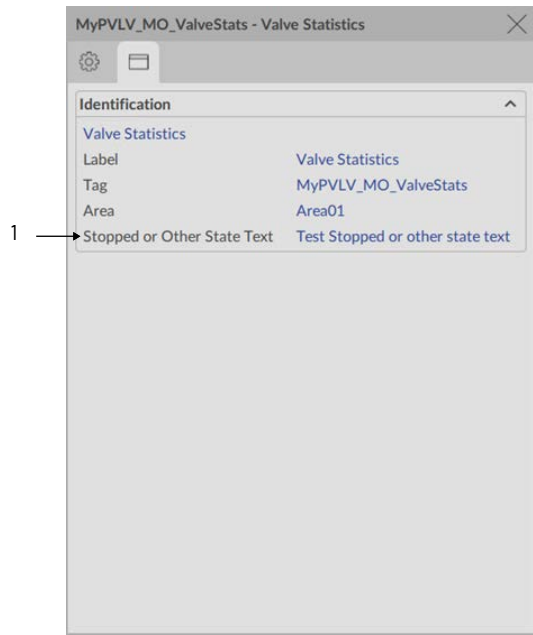 MyPVLV_MO_ValveStats - Valve Statistics
Identification
Valve Statistics
Label Valve Statistics
Tag MyPVLV_MO_ValveStats
Area Area01
1 Stopped or Other State Text Test Stopped or other state text